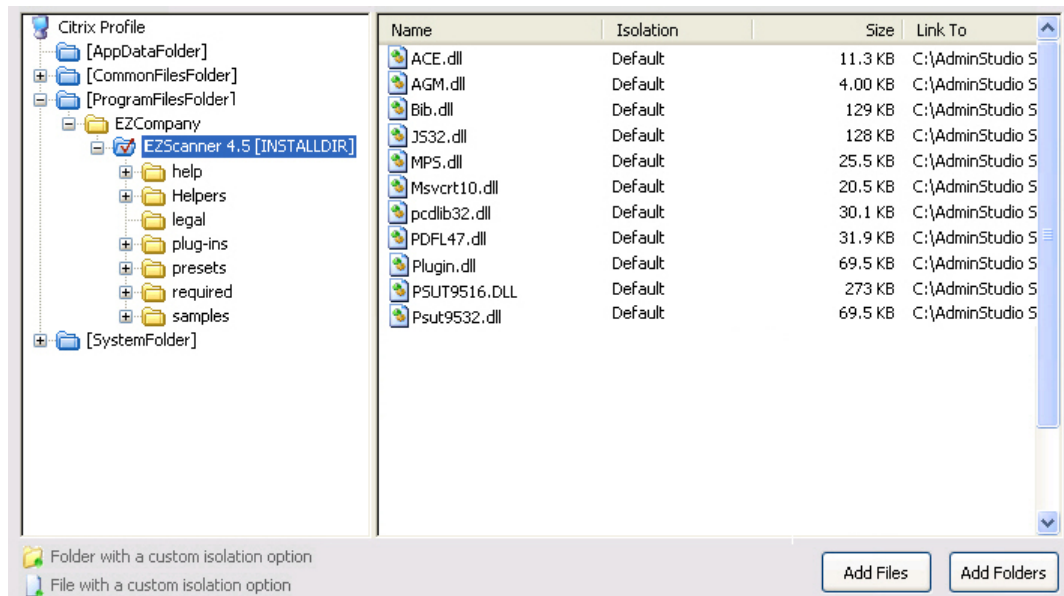 Citrix Profile
[AppDataFolder]
[CommonFilesFolder]
[ProgramFilesFolder]
EZCompany
EZScanner 4.5 [INSTALLDIR]
help
Helpers
legal
plug-ins
presets
required
samples
[SystemFolder]
Name Isolation Size Link To
ACE.dll Default 11.3 KB C:\AdminStudio S
AGM.dll Default 4.00 KB C:\AdminStudio S
Bib.dll Default 129 KB C:\AdminStudio S
JS32.dll Default 128 KB C:\AdminStudio S
MPS.dll Default 25.5 KB C:\AdminStudio S
Msvcrt10.dll Default 20.5 KB C:\AdminStudio S
pcdlib32.dll Default 30.1 KB C:\AdminStudio S
PDFL47.dll Default 31.9 KB C:\AdminStudio S
Plugin.dll Default 69.5 KB C:\AdminStudio S
PSUT9516.DLL Default 273 KB C:\AdminStudio S
Psut9532.dll Default 69.5 KB C:\AdminStudio S
Folder with a custom isolation option
File with a custom isolation option
Add Files Add Folders